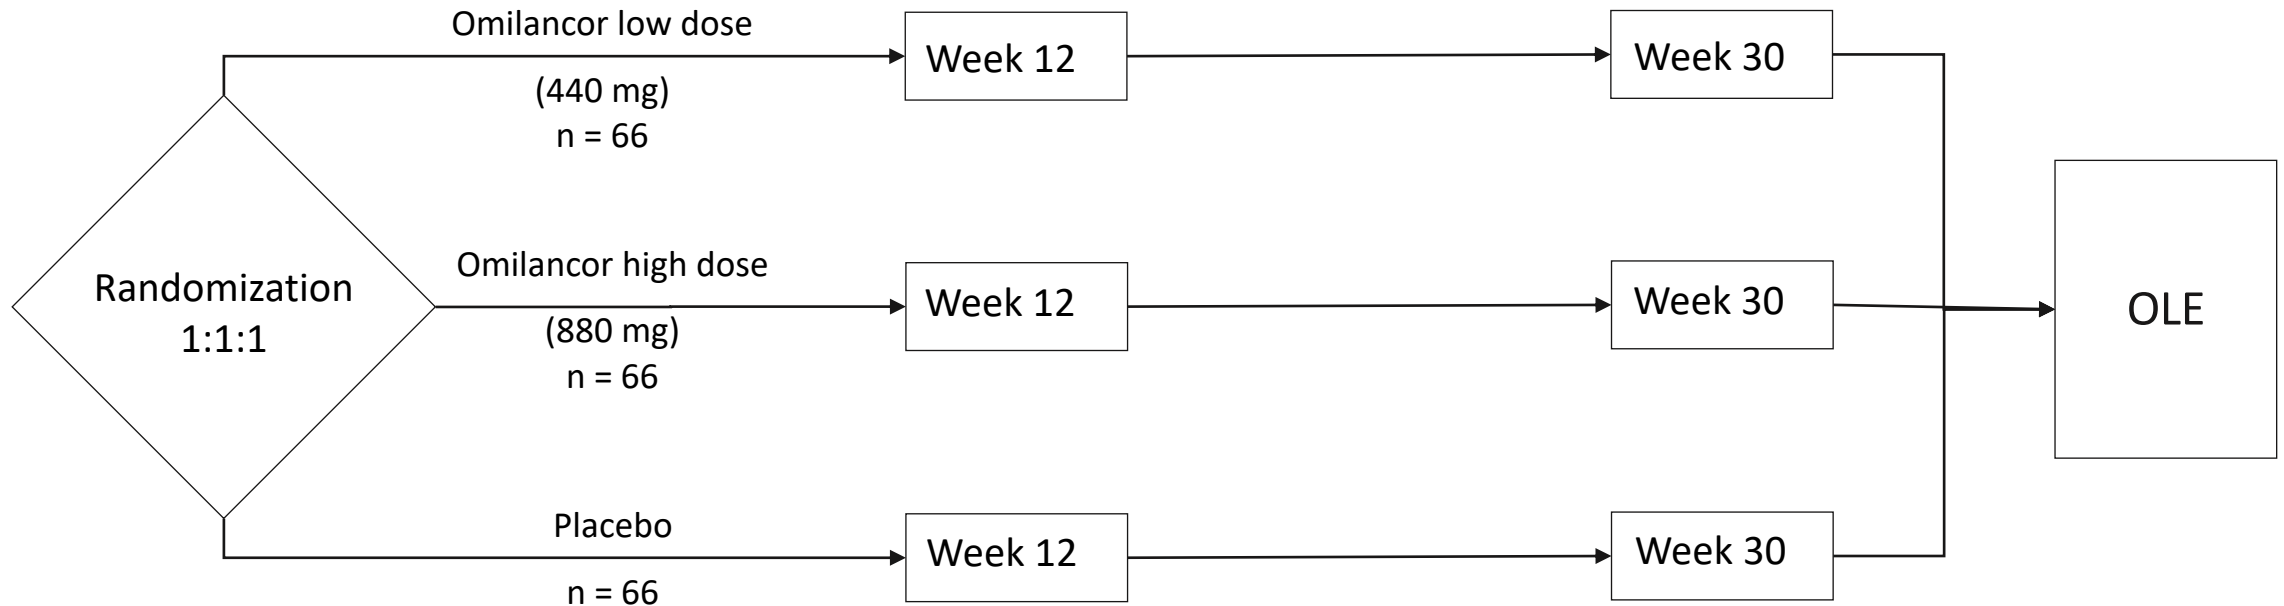 Omilancor low dose
(440 mg)
n = 66
Week 12
Week 30
Randomization
1:1:1
Omilancor high dose
(880 mg)
n = 66
Week 12
Week 30
OLE
Placebo
n = 66
Week 12
Week 30